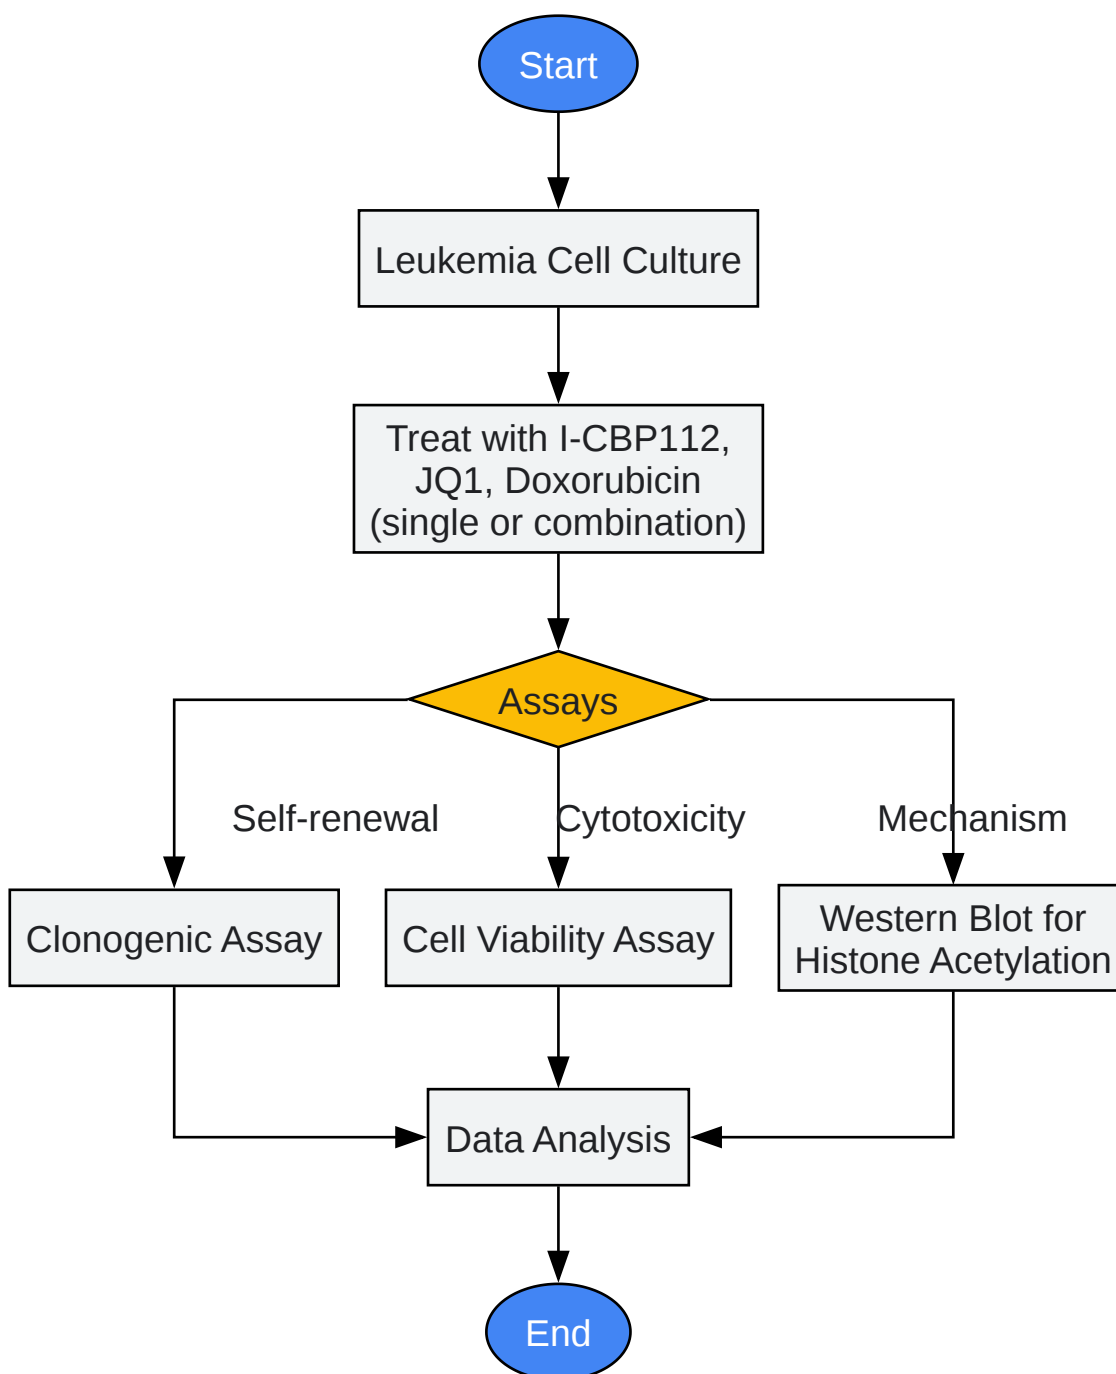 Start
Leukemia Cell Culture
Treat with I-CBP112,
JQ1, Doxorubicin
(single or combination)
Assays
Self-renewal
Cytotoxicity
Mechanism
Clonogenic Assay
Cell Viability Assay
Western Blot for
Histone Acetylation
Data Analysis
End